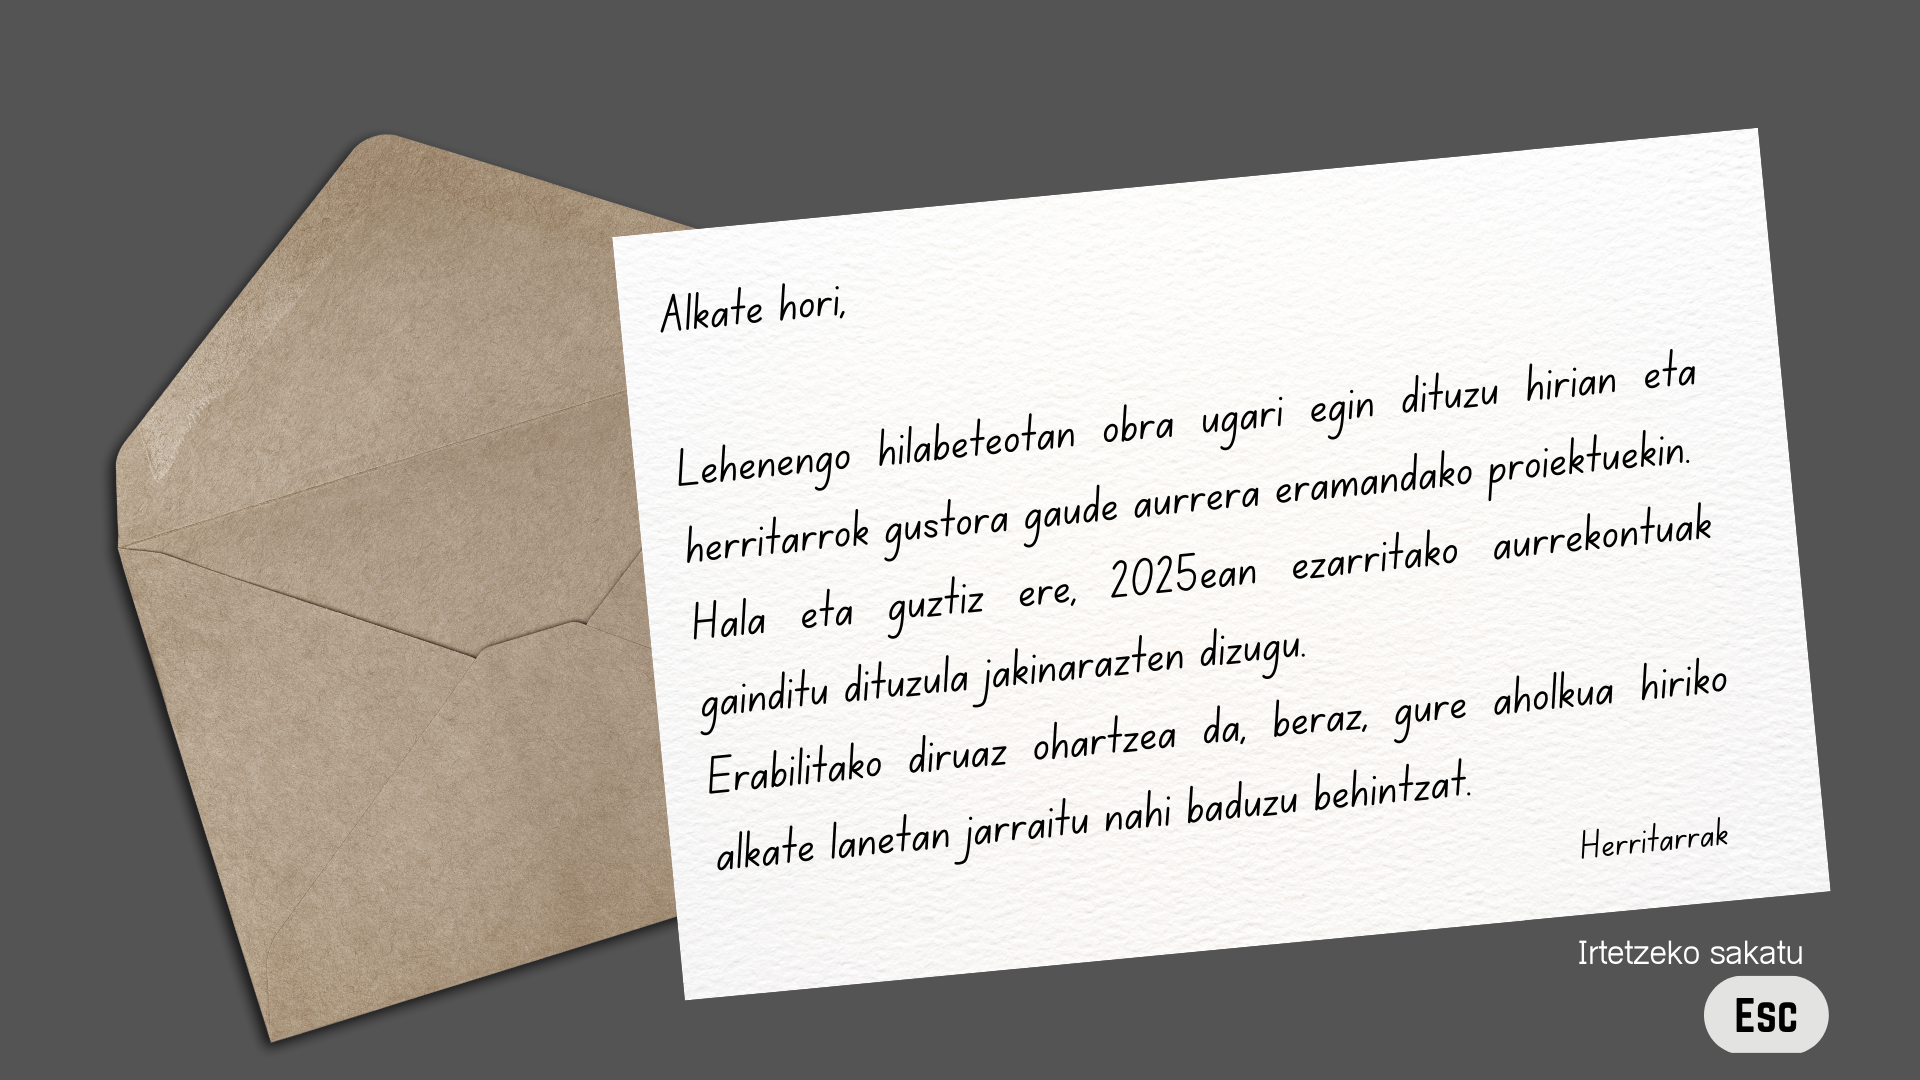 Alkate hori,
Lehenengo hilabeteotan obra ugari egin dituzu hirian eta
herritarrok gustora gaude aurrera eramandako proiektuekin.
Hala eta guztiz ere, 2025ean ezarritako aurrekontuak
gainditu dituzula jakinarazten dizugu.
Erabilitako diruaz ohartzea da, beraz, gure aholkua hiriko
alkate lanetan jarraitu nahi baduzu behintzat.
Herritarrak
Irtetzeko sakatu
Esc